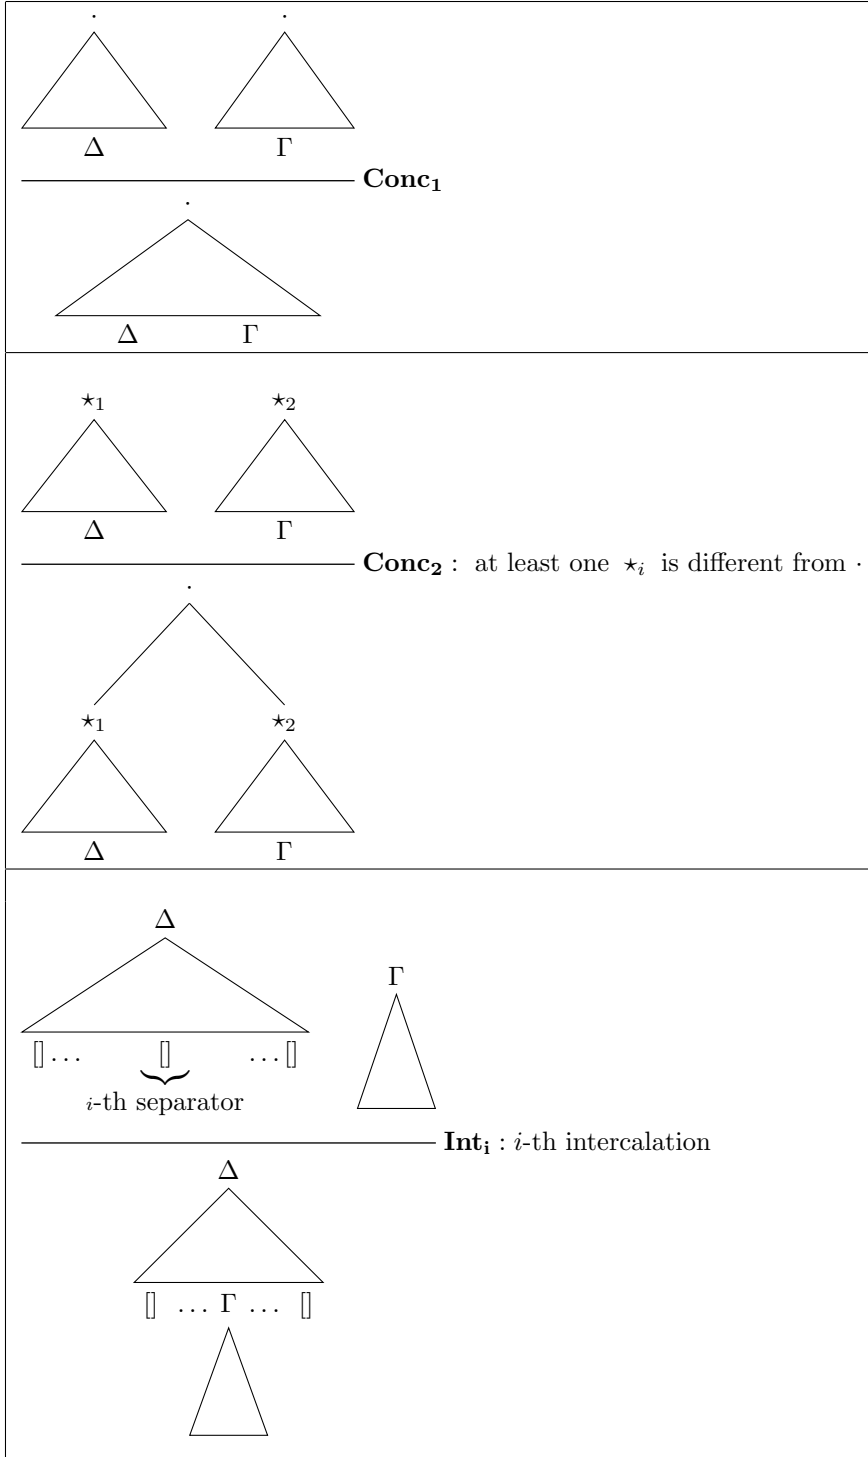 · ·
Δ Γ
Conc₁
·
Δ Γ
⋆₁ ⋆₂
Δ Γ
Conc₂ : at least one ⋆ᵢ is different from ·
·
⋆₁ ⋆₂
Δ Γ
Δ
Γ
[] … [] … []
i-th separator
Intᵢ : i-th intercalation
Δ
[] … Γ … []